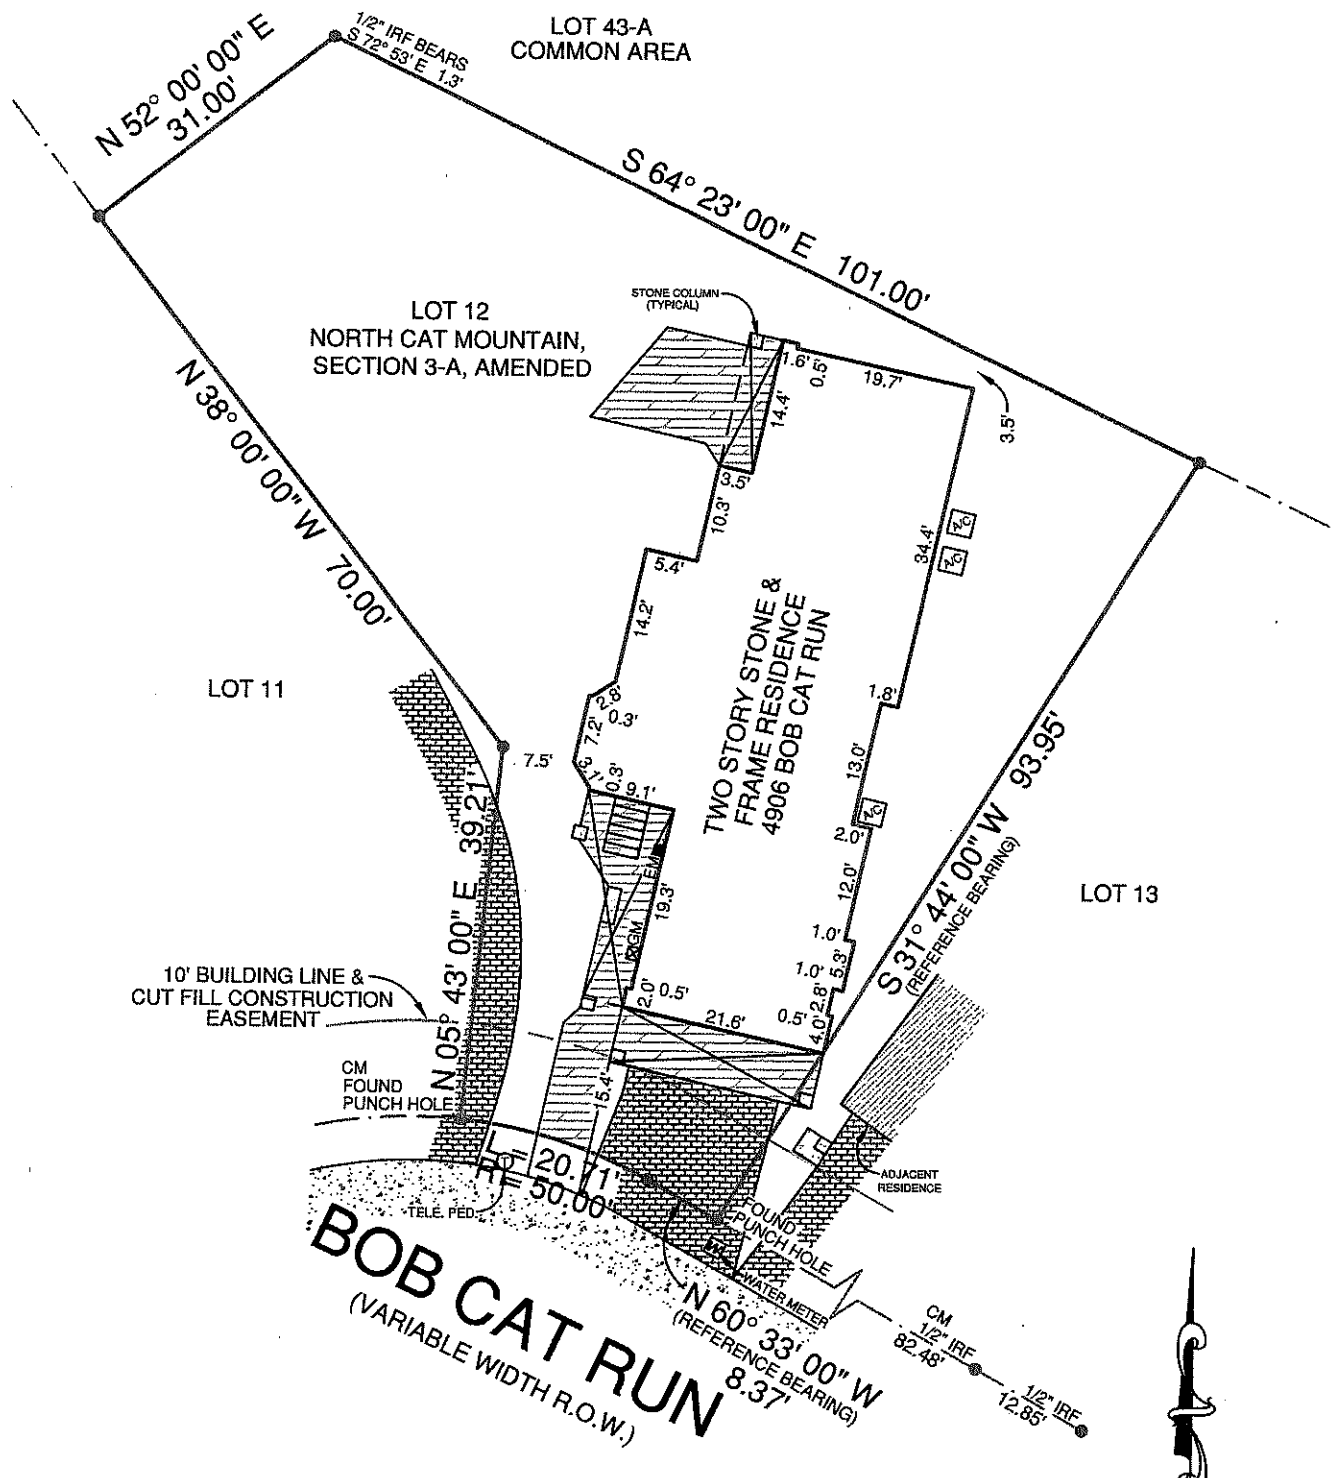 LOT 43-A
COMMON AREA
1/2" IRF BEARS
S 72° 53' E 1.3'
N 52° 00' 00" E
31.00'
S 64° 23' 00" E 101.00'
STONE COLUMN
(TYPICAL)
LOT 12
NORTH CAT MOUNTAIN,
SECTION 3-A, AMENDED
1.6'
0.5'
19.7'
14.4'
3.5'
3.5'
10.3'
5.4'
34.4'
N 38° 00' 00" W 70.00'
14.2'
TWO STORY STONE &
FRAME RESIDENCE
4906 BOB CAT RUN
LOT 11
2.8'
0.3'
7.2'
1.8'
7.5'
3.1'
0.3'
9.1'
13.0'
S 31° 44' 00" W 93.95'
(REFERENCE BEARING)
2.0'
EM
12.0'
LOT 13
19.3'
GM
1.0'
5.3'
1.0'
2.8'
N 05° 43' 00" E 39.21'
10' BUILDING LINE &
CUT FILL CONSTRUCTION
EASEMENT
2.0'
0.5'
21.6'
0.5'
4.0'
CM
FOUND
PUNCH HOLE
15.4'
L= 20.71'
R= 50.00'
ADJACENT
RESIDENCE
TELE. PED.
FOUND
PUNCH HOLE
W
WATER METER
BOB CAT RUN
(VARIABLE WIDTH R.O.W.)
N 60° 33' 00" W
(REFERENCE BEARING)
8.37'
CM
1/2" IRF
82.48'
1/2" IRF
12.85'